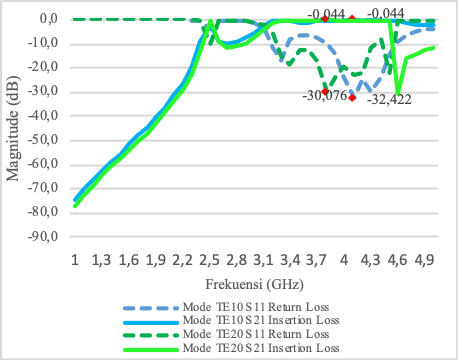 0,0
-10,0
-20,0
-30,0
-40,0
-50,0
-60,0
-70,0
-80,0
-90,0
Magnitude (dB)
-0,044 -0,044
-30,076 -32,422
1 1,3 1,6 1,9 2,2 2,5 2,8 3,1 3,4 3,7 4 4,3 4,6 4,9
Frekuensi (GHz)
Mode TE10 S11 Return Loss
Mode TE10 S21 Insertion Loss
Mode TE20 S11 Return Loss
Mode TE20 S21 Insertion Loss